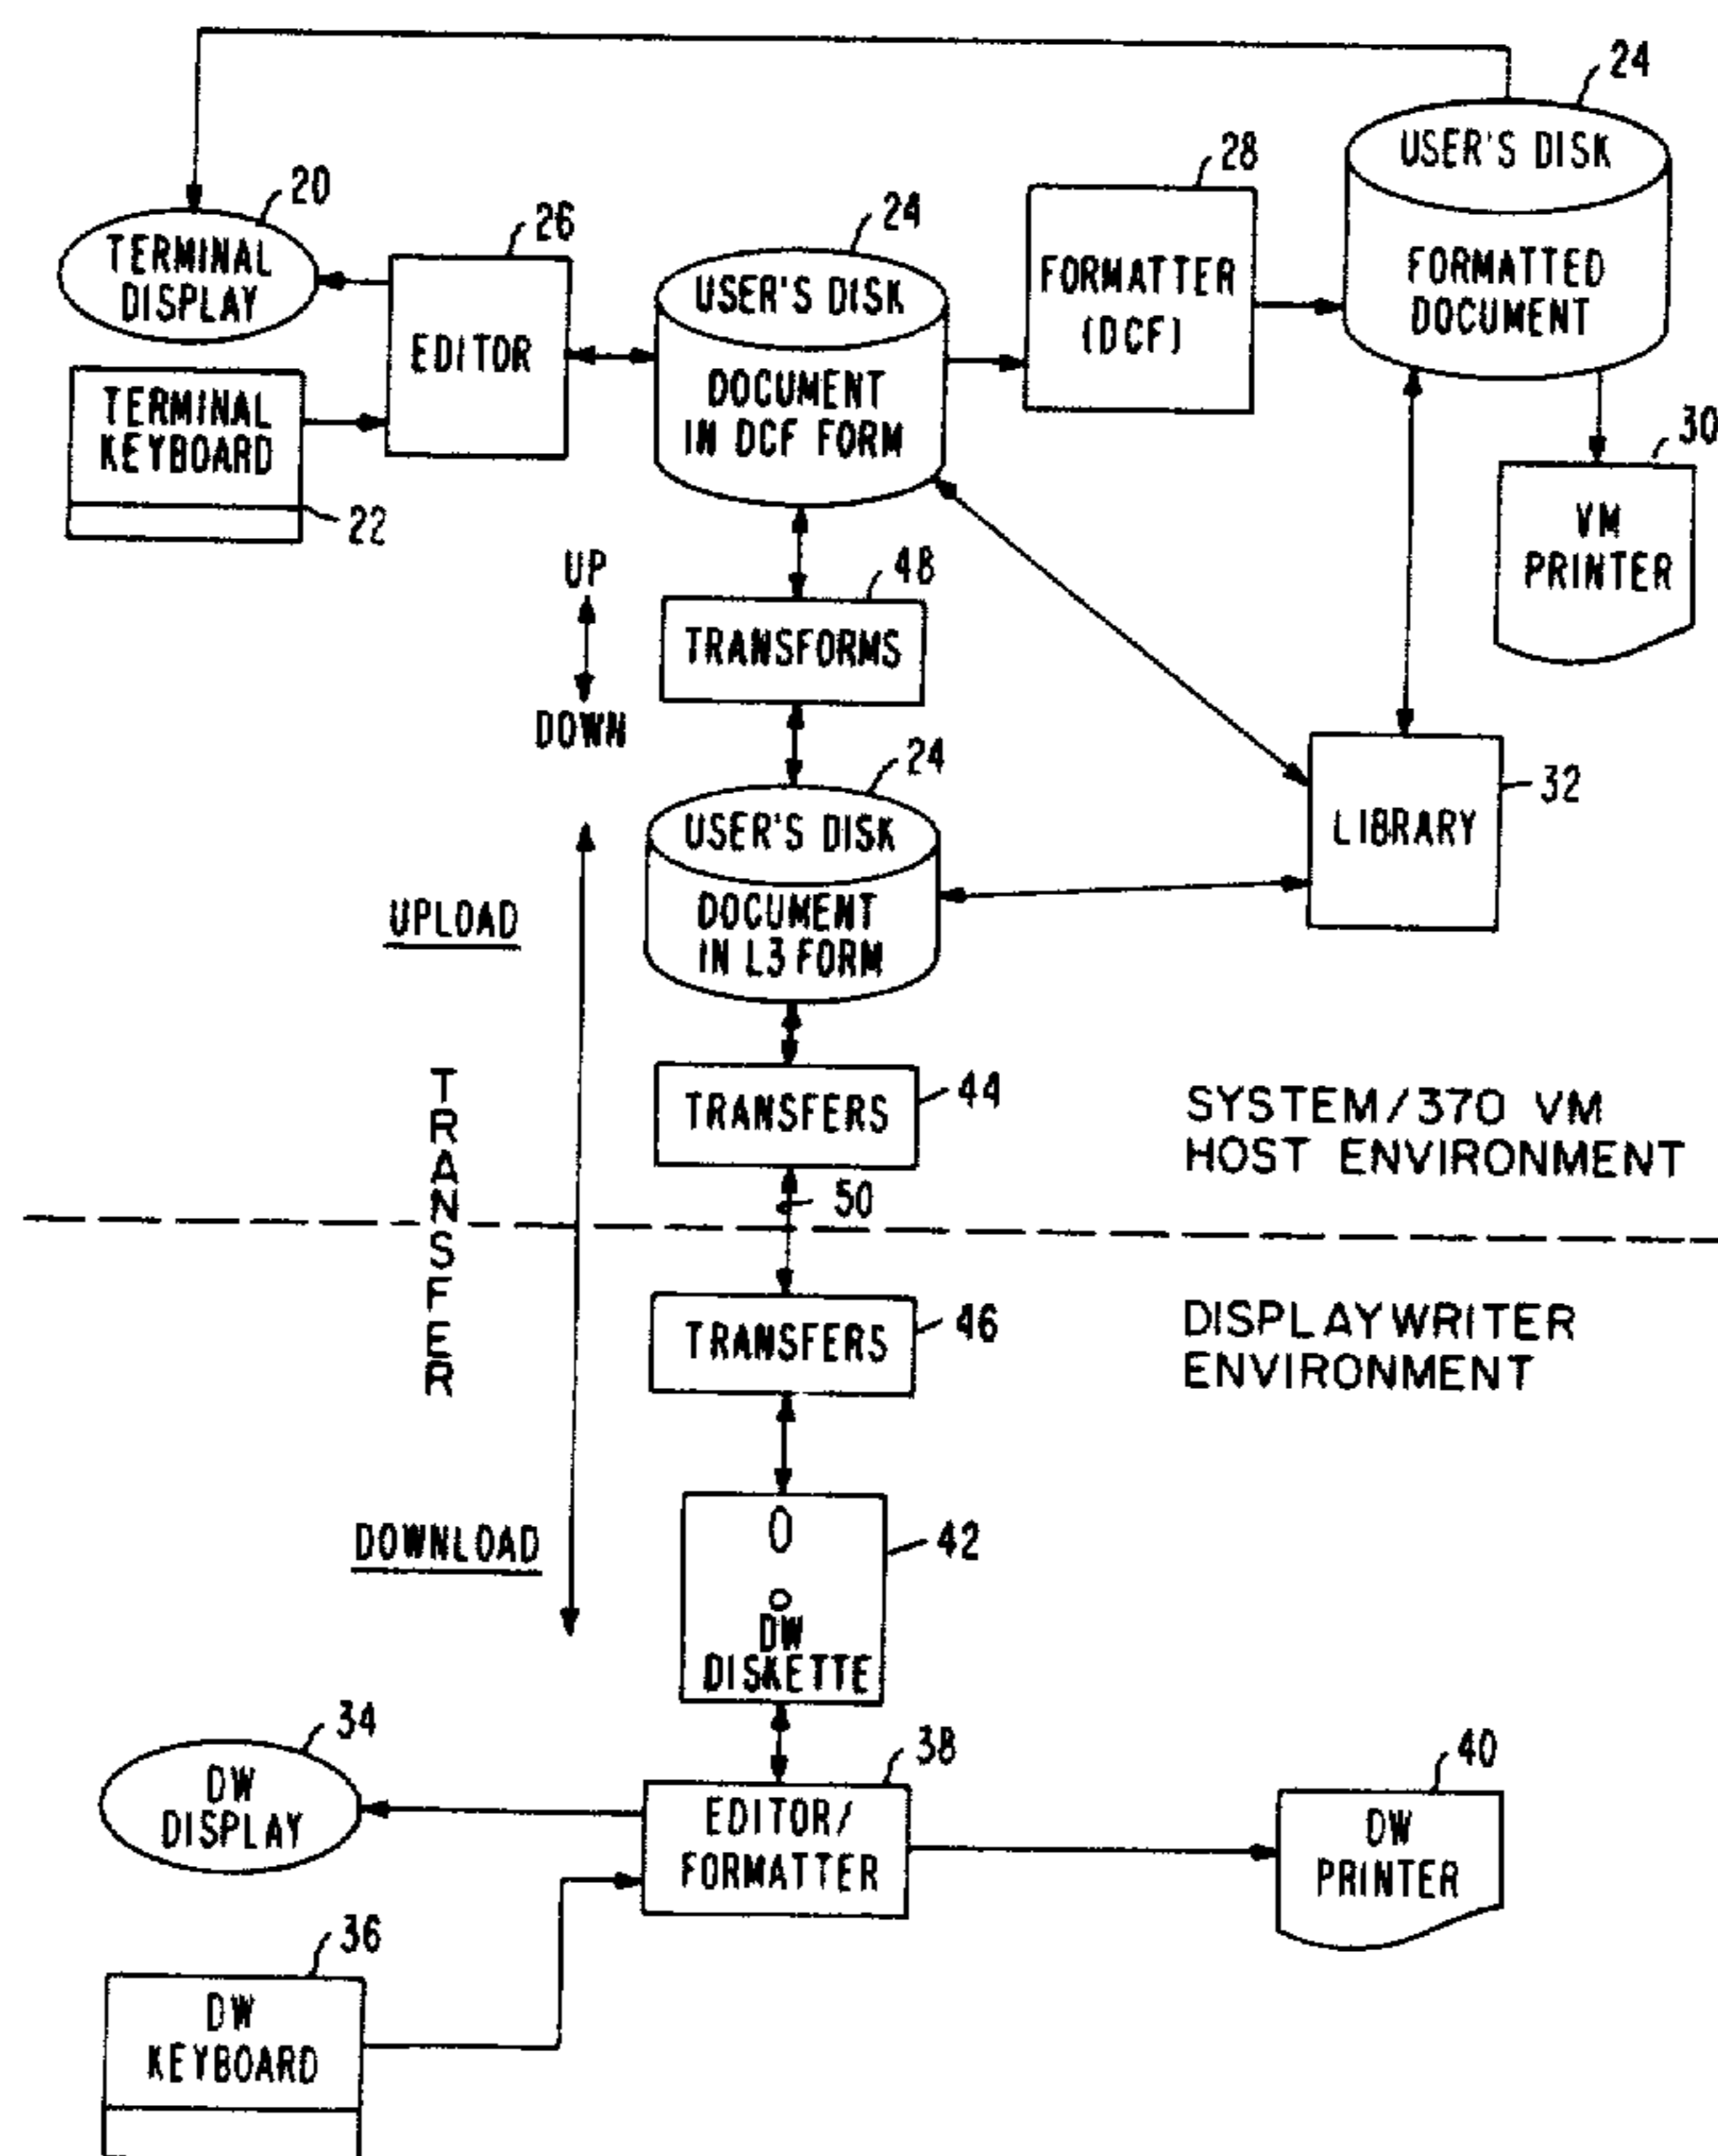 24
USER'S DISK
FORMATTED
DOCUMENT
20
TERMINAL
DISPLAY
26
EDITOR
24
USER'S DISK
DOCUMENT
IN DCF FORM
28
FORMATTER
(DCF)
TERMINAL
KEYBOARD
22
30
VM
PRINTER
UP
DOWN
48
TRANSFORMS
24
USER'S DISK
DOCUMENT
IN L3 FORM
LIBRARY
32
UPLOAD
TRANSFER
DOWNLOAD
TRANSFERS
44
SYSTEM/370 VM
HOST ENVIRONMENT
50
TRANSFERS
46
DISPLAYWRITER
ENVIRONMENT
42
DW
DISKETTE
34
DW
DISPLAY
38
EDITOR/
FORMATTER
40
DW
PRINTER
36
DW
KEYBOARD